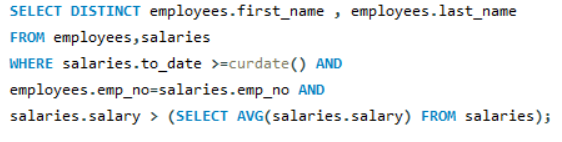 SELECT DISTINCT employees.first_name , employees.last_name
FROM employees,salaries
WHERE salaries.to_date >=curdate() AND
employees.emp_no=salaries.emp_no AND
salaries.salary > (SELECT AVG(salaries.salary) FROM salaries);